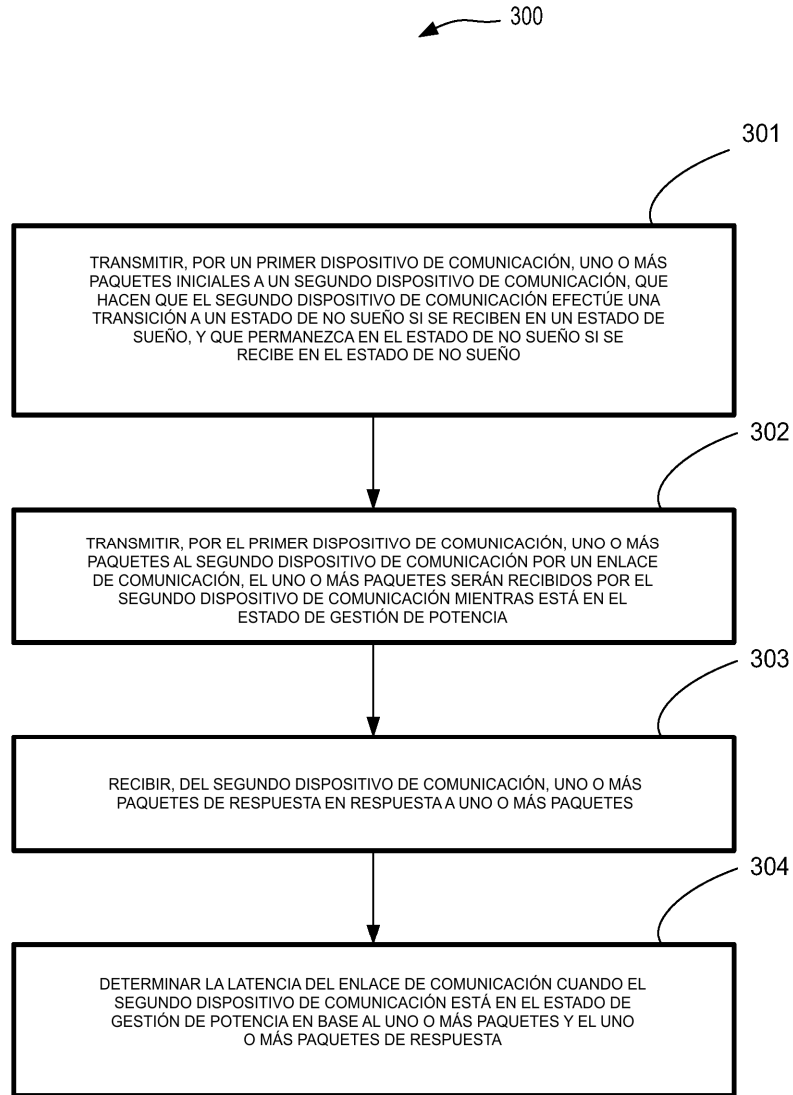 300
301
TRANSMITIR, POR UN PRIMER DISPOSITIVO DE COMUNICACIÓN, UNO O MÁS
PAQUETES INICIALES A UN SEGUNDO DISPOSITIVO DE COMUNICACIÓN, QUE
HACEN QUE EL SEGUNDO DISPOSITIVO DE COMUNICACIÓN EFECTÚE UNA
TRANSICIÓN A UN ESTADO DE NO SUEÑO SI SE RECIBEN EN UN ESTADO DE
SUEÑO, Y QUE PERMANEZCA EN EL ESTADO DE NO SUEÑO SI SE
RECIBE EN EL ESTADO DE NO SUEÑO
302
TRANSMITIR, POR EL PRIMER DISPOSITIVO DE COMUNICACIÓN, UNO O MÁS
PAQUETES AL SEGUNDO DISPOSITIVO DE COMUNICACIÓN POR UN ENLACE
DE COMUNICACIÓN, EL UNO O MÁS PAQUETES SERÁN RECIBIDOS POR EL
SEGUNDO DISPOSITIVO DE COMUNICACIÓN MIENTRAS ESTÁ EN EL
ESTADO DE GESTIÓN DE POTENCIA
303
RECIBIR, DEL SEGUNDO DISPOSITIVO DE COMUNICACIÓN, UNO O MÁS
PAQUETES DE RESPUESTA EN RESPUESTA A UNO O MÁS PAQUETES
304
DETERMINAR LA LATENCIA DEL ENLACE DE COMUNICACIÓN CUANDO EL
SEGUNDO DISPOSITIVO DE COMUNICACIÓN ESTÁ EN EL ESTADO DE
GESTIÓN DE POTENCIA EN BASE AL UNO O MÁS PAQUETES Y EL UNO
O MÁS PAQUETES DE RESPUESTA